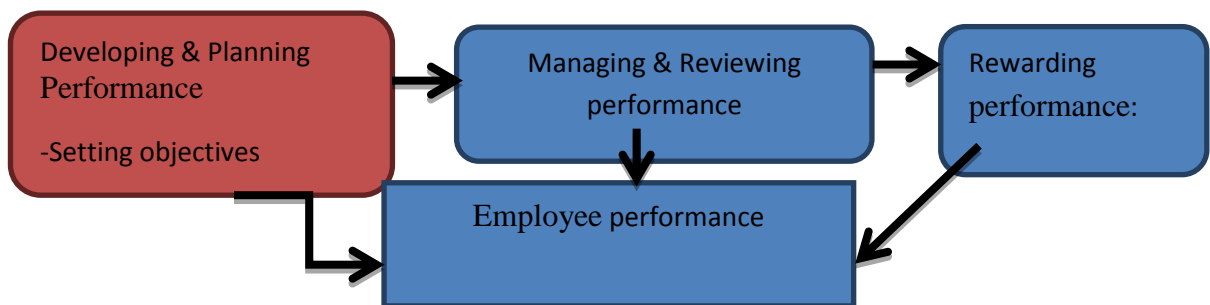 Developing & Planning
Performance
-Setting objectives
Managing & Reviewing
performance
Rewarding
performance:
Employee performance